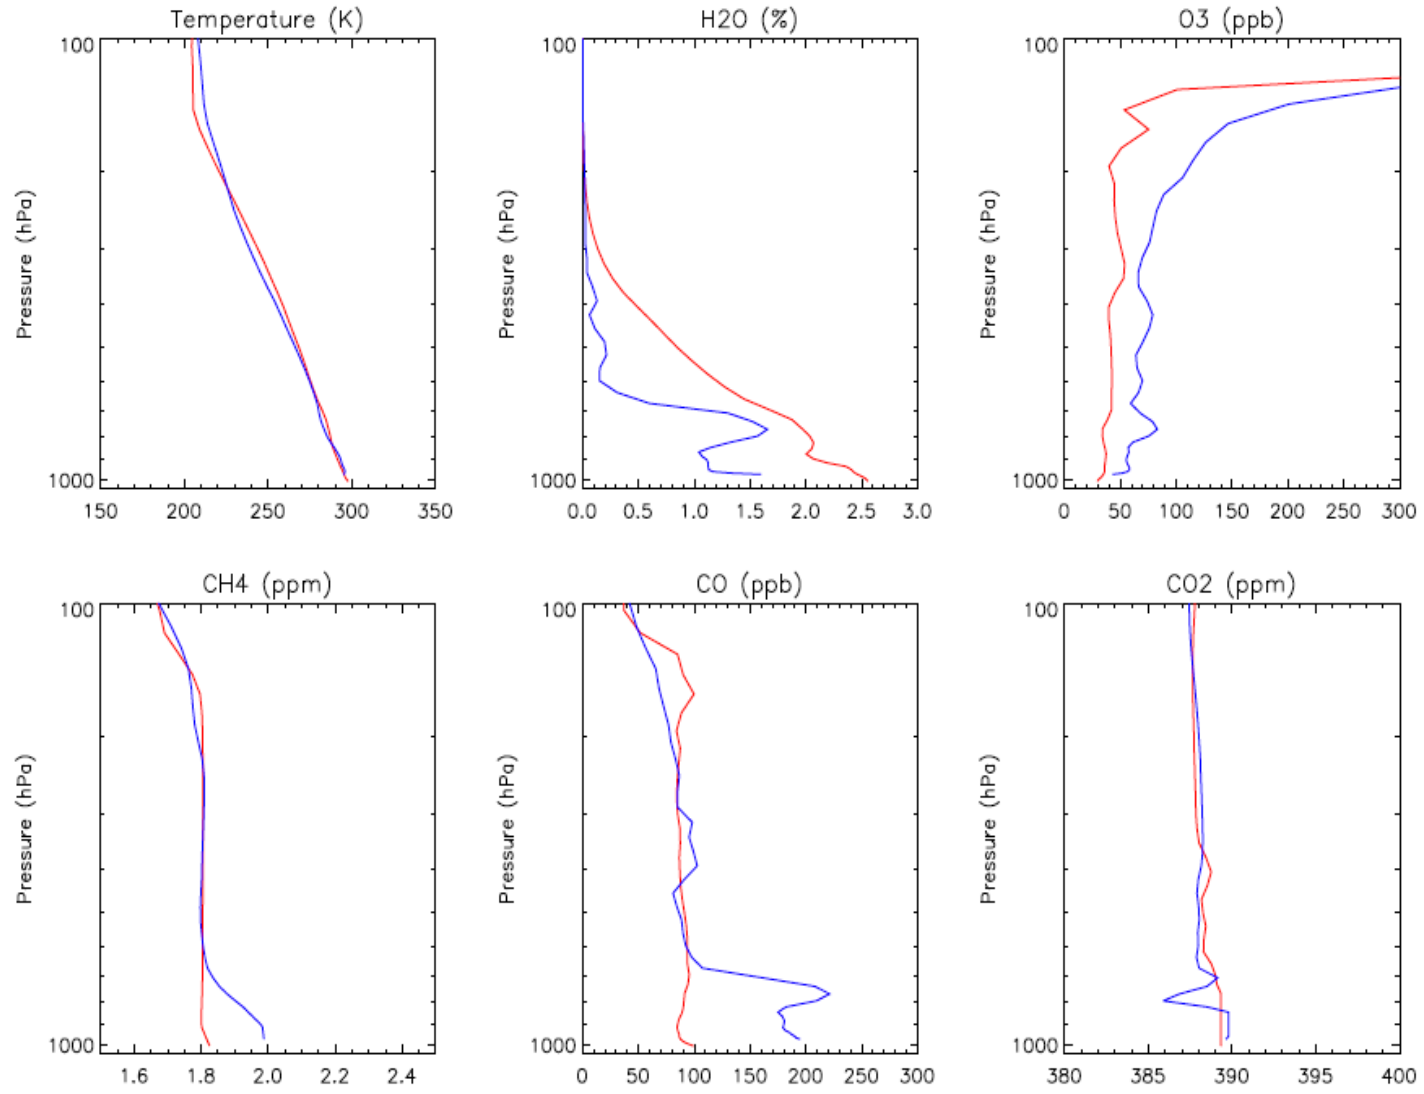 Temperature (K)
H2O (%)
O3 (ppb)
100
100
100
Pressure (hPa)
Pressure (hPa)
Pressure (hPa)
1000
1000
1000
150 200 250 300 350
0.0 0.5 1.0 1.5 2.0 2.5 3.0
0 50 100 150 200 250 300
CH4 (ppm)
CO (ppb)
CO2 (ppm)
100
100
100
Pressure (hPa)
Pressure (hPa)
Pressure (hPa)
1000
1000
1000
1.6 1.8 2.0 2.2 2.4
0 50 100 150 200 250 300
380 385 390 395 400